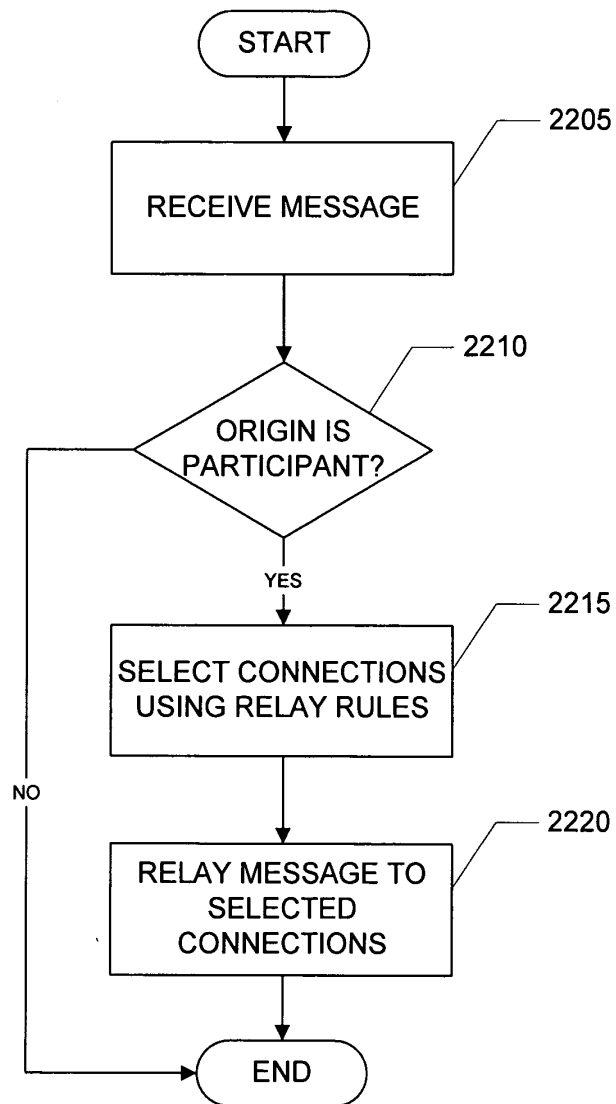 START
2205
RECEIVE MESSAGE
2210
ORIGIN IS
PARTICIPANT?
YES
2215
SELECT CONNECTIONS
USING RELAY RULES
NO
2220
RELAY MESSAGE TO
SELECTED
CONNECTIONS
END